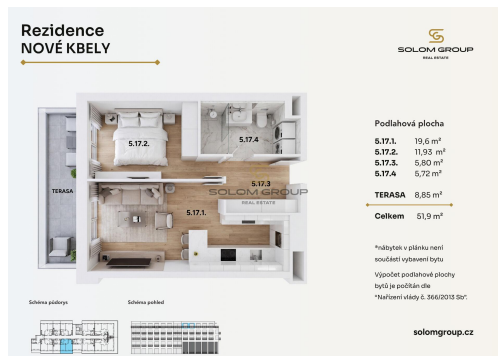 Rezidence
NOVÉ KBELY
SOLOM GROUP
REAL ESTATE
5.17.2.
5.17.4
TERASA
5.17.3
SOLOM GROUP
REAL ESTATE
5.17.1.
Podlahová plocha
5.17.1. 19,6 m²
5.17.2. 11,93 m²
5.17.3. 5,80 m²
5.17.4 5,72 m²
TERASA 8,85 m²
Celkem 51,9 m²
*nábytek v plánku není
součástí vybavení bytu
Výpočet podlahové plochy
bytů je počítán dle
"Nařízení vlády č. 366/2013 Sb".
Schéma půdorys
Schéma pohled
solomgroup.cz